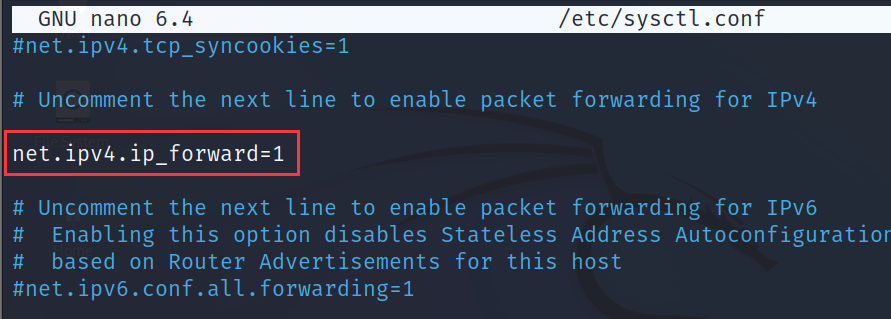 GNU nano 6.4 /etc/sysctl.conf
#net.ipv4.tcp_syncookies=1
# Uncomment the next line to enable packet forwarding for IPv4
net.ipv4.ip_forward=1
# Uncomment the next line to enable packet forwarding for IPv6
#  Enabling this option disables Stateless Address Autoconfiguration
#  based on Router Advertisements for this host
#net.ipv6.conf.all.forwarding=1